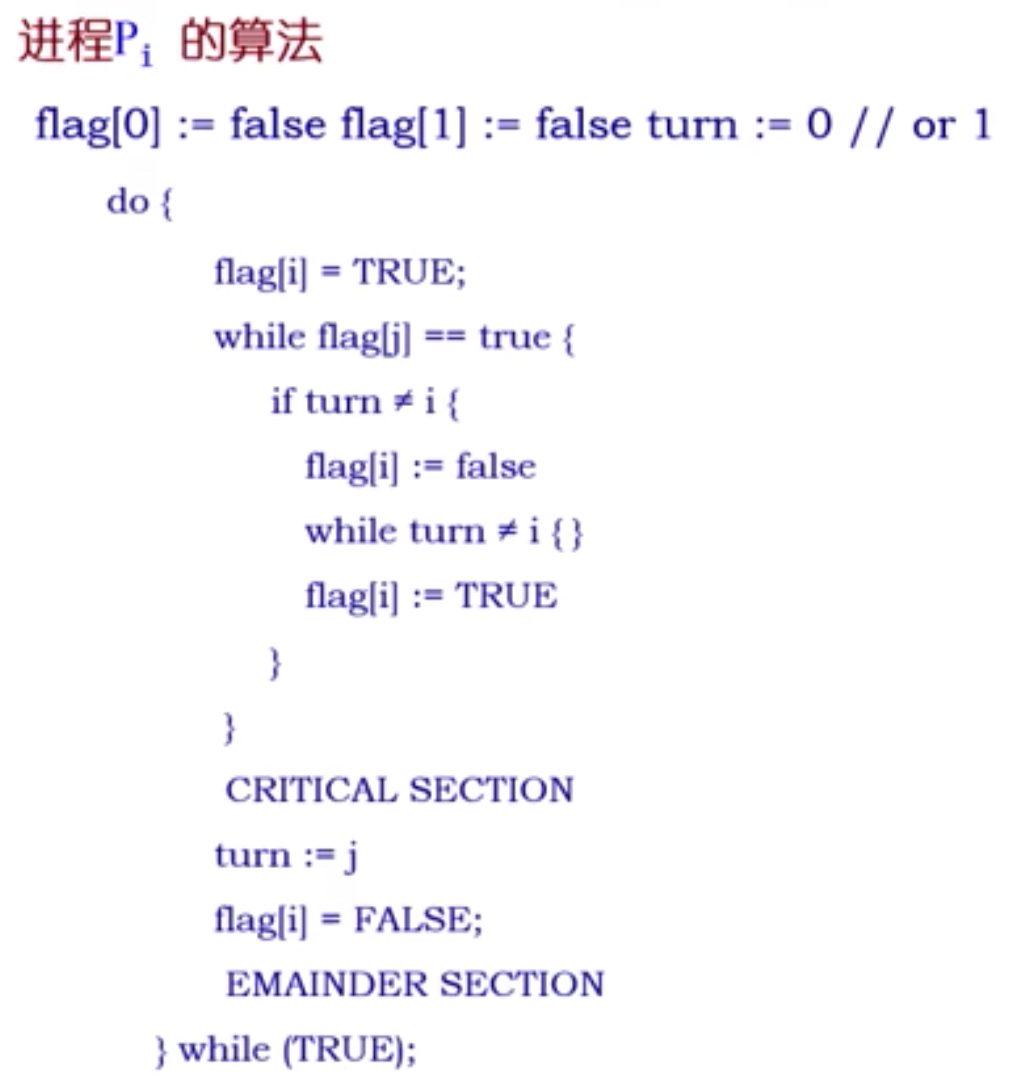 进程Pi 的算法
flag[0] := false flag[1] := false turn := 0 // or 1
do {
flag[i] = TRUE;
while flag[j] == true {
if turn ≠ i {
flag[i] := false
while turn ≠ i { }
flag[i] := TRUE
}
}
CRITICAL SECTION
turn := j
flag[i] = FALSE;
EMAINDER SECTION
} while (TRUE);